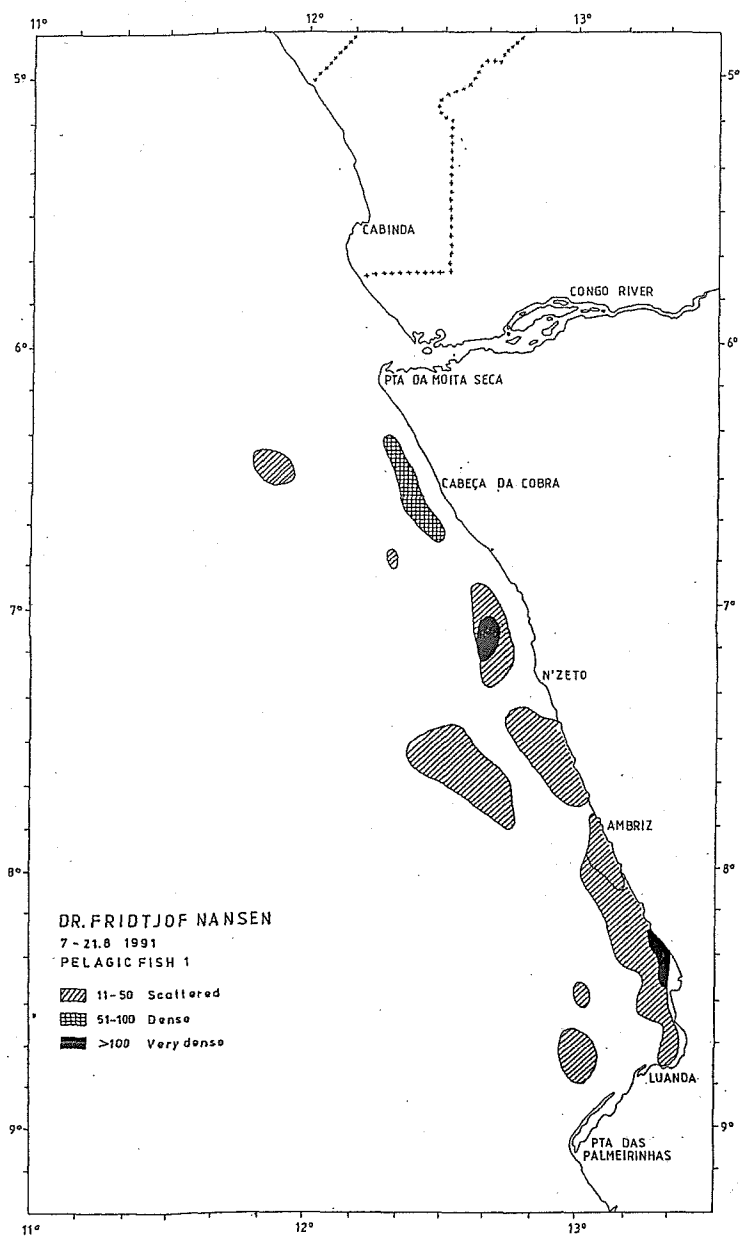 11°
12°
13°
5°
5°
CABINDA
CONGO RIVER
6°
6°
PTA DA MOITA SECA
CABEÇA DA COBRA
7°
7°
N'ZETO
AMBRIZ
8°
8°
DR. FRIDTJOF NANSEN
7-21.8 1991
PELAGIC FISH 1
11-50 Scattered
51-100 Dense
>100 Very dense
LUANDA
9°
9°
PTA DAS
PALMEIRINHAS
11°
12°
13°